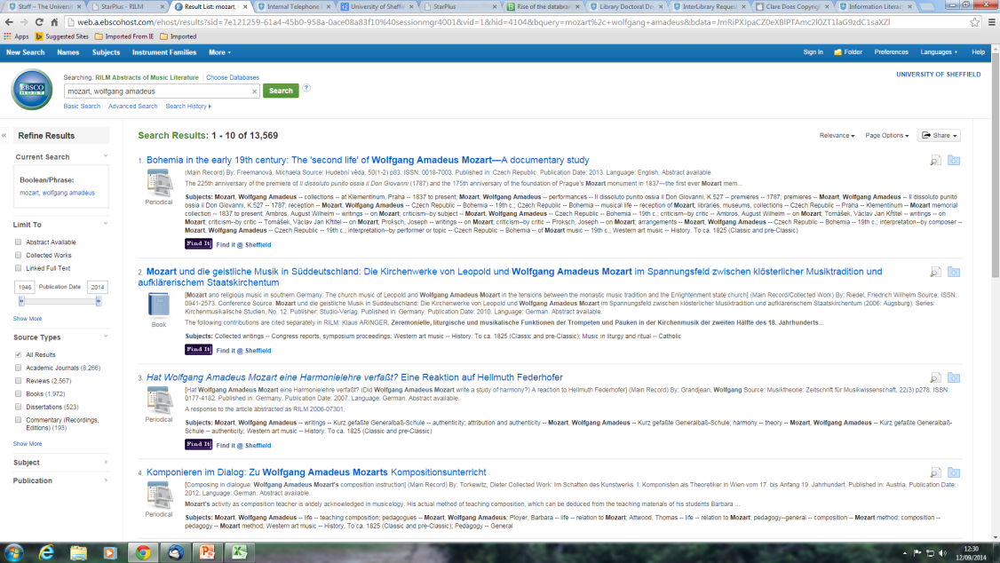 Staff – The Univers
StarPlus - RILM
Result List: mozart,
Internal Telephone
University of Sheffie
StarPlus
Rise of the databran
Library Doctoral Dev
InterLibrary Request
Clare Does Copyrigh
Information Literac
web.a.ebscohost.com/ehost/results?sid=7e121259-61a4-45b0-958a-0ace08a83f10%40sessionmgr4001&vid=1&hid=4104&bquery=mozart%2c+wolfgang+amadeus&bdata=JmRiPXJpaCZ0eXBlPTAmc2l0ZT1laG9zdC1saXZl
Apps Suggested Sites Imported From IE Imported
New Search Names Subjects Instrument Families More
Sign In Folder Preferences Languages Help
EBSCO HOST
Searching: RILM Abstracts of Music Literature | Choose Databases
UNIVERSITY OF SHEFFIELD
mozart, wolfgang amadeus × Search ?
Basic Search Advanced Search Search History
« Refine Results
Current Search
Boolean/Phrase:
mozart, wolfgang amadeus
Limit To
Abstract Available
Collected Works
Linked Full Text
1946 Publication Date 2014
Show More
Source Types
All Results
Academic Journals (8,266)
Reviews (2,567)
Books (1,972)
Dissertations (523)
Commentary (Recordings,
Editions) (193)
Show More
Subject
Publication
Search Results: 1 - 10 of 13,569
Relevance Page Options Share
1. Bohemia in the early 19th century: The 'second life' of Wolfgang Amadeus Mozart—A documentary study
(Main Record) By: Freemanová, Michaela Source: Hudební věda, 50(1-2) p83. ISSN: 0018-7003. Published in: Czech Republic. Publication Date: 2013. Language: English. Abstract available.
The 225th anniversary of the premiere of Il dissoluto punito ossia il Don Giovanni (1787) and the 175th anniversary of the foundation of Prague's Mozart monument in 1837—the first ever Mozart mem...
Periodical
Subjects: Mozart, Wolfgang Amadeus -- collections -- at Klementinum, Praha -- 1837 to present; Mozart, Wolfgang Amadeus -- performances -- Il dissoluto punito ossia il Don Giovanni, K.527 -- premieres -- 1787; premieres -- Mozart, Wolfgang Amadeus -- Il dissoluto punito
ossia il Don Giovanni, K.527 -- 1787; reception -- Mozart, Wolfgang Amadeus -- Czech Republic -- Bohemia -- 19th c.; Czech Republic -- Bohemia -- musical life -- reception of Mozart; libraries, museums, collections -- Czech Republic -- Praha -- Klementinum -- Mozart memorial
collection -- 1837 to present; Ambros, August Wilhelm -- writings -- on Mozart; criticism--by subject -- Mozart, Wolfgang Amadeus -- Czech Republic -- Bohemia -- 19th c.; criticism--by critic -- Ambros, August Wilhelm -- on Mozart; Tomášek, Václav Jan Křtitel -- writings -- on
Mozart; criticism--by critic -- Tomášek, Václav Jan Křtitel -- on Mozart; Proksch, Joseph -- writings -- on Mozart; criticism--by critic -- Proksch, Joseph -- on Mozart; arrangements -- Mozart, Wolfgang Amadeus -- Czech Republic -- Bohemia -- 19th c.; interpretation--by composer --
Mozart, Wolfgang Amadeus -- Czech Republic -- 19th c.; interpretation--by performer or topic -- Czech Republic -- Bohemia -- of Mozart music -- 19th c.; Western art music -- History. To ca. 1825 (Classic and pre-Classic)
Find It Find it @ Sheffield
2. Mozart und die geistliche Musik in Süddeutschland: Die Kirchenwerke von Leopold und Wolfgang Amadeus Mozart im Spannungsfeld zwischen klösterlicher Musiktradition und
aufklärerischem Staatskirchentum
[Mozart and religious music in southern Germany: The church music of Leopold and Wolfgang Amadeus Mozart in the tensions between the monastic music tradition and the Enlightenment state church] (Main Record/Collected Work) By: Riedel, Friedrich Wilhelm Source: ISSN:
0941-2573. Conference Source: Mozart und die geistliche Musik in Süddeutschland: Die Kirchenwerke von Leopold und Wolfgang Amadeus Mozart im Spannungsfeld zwischen klösterlicher Musiktradition und aufklärerischem Staatskirchentum (2006: Augsburg). Series:
Kirchenmusikalische Studien, No. 12. Publisher: Studio-Verlag. Published in: Germany. Publication Date: 2010. Language: German. Abstract available.
Book
The following contributions are cited separately in RILM: Klaus ARINGER, Zeremonielle, liturgische und musikalische Funktionen der Trompeten und Pauken in der Kirchenmusik der zweiten Hälfte des 18. Jahrhunderts...
Subjects: Collected writings -- Congress reports, symposium proceedings; Western art music -- History. To ca. 1825 (Classic and pre-Classic); Music in liturgy and ritual -- Catholic
Find It Find it @ Sheffield
3. Hat Wolfgang Amadeus Mozart eine Harmonielehre verfaßt? Eine Reaktion auf Hellmuth Federhofer
[Hat Wolfgang Amadeus Mozart eine Harmonielehre verfaßt? (Did Wolfgang Amadeus Mozart write a study of harmony?) A reaction to Hellmuth Federhofer] (Main Record) By: Grandjean, Wolfgang Source: Musiktheorie: Zeitschrift für Musikwissenschaft, 22(3) p278. ISSN:
0177-4182. Published in: Germany. Publication Date: 2007. Language: German. Abstract available.
A response to the article abstracted as RILM 2006-07301.
Periodical
Subjects: Mozart, Wolfgang Amadeus -- writings -- Kurz gefaßte Generalbaß-Schule; authenticity; attribution and authenticity -- Mozart, Wolfgang Amadeus -- Kurz gefaßte Generalbaß-Schule; harmony -- theory -- Mozart, Wolfgang Amadeus -- Kurz gefaßte Generalbaß-
Schule -- authenticity; Western art music -- History. To ca. 1825 (Classic and pre-Classic)
Find It Find it @ Sheffield
4. Komponieren im Dialog: Zu Wolfgang Amadeus Mozarts Kompositionsunterricht
[Composing in dialogue: Wolfgang Amadeus Mozart's composition instruction] (Main Record) By: Torkewitz, Dieter Collected Work: Im Schatten des Kunstwerks. I: Komponisten als Theoretiker in Wien vom 17. bis Anfang 19. Jahrhundert. Published in: Austria. Publication Date:
2012. Language: German. Abstract available.
Mozart's activity as composition teacher is widely acknowledged in musicology. His actual method of teaching composition, which can be deduced from the teaching materials of his students Barbara ...
Periodical
Subjects: Mozart, Wolfgang Amadeus -- life -- teaching composition; pedagogues -- Mozart, Wolfgang Amadeus; Ployer, Barbara -- life -- relation to Mozart; Attwood, Thomas -- life -- relation to Mozart; pedagogy--general -- composition -- Mozart method; composition --
pedagogy -- Mozart method; Western art music -- History. To ca. 1825 (Classic and pre-Classic); Pedagogy -- General
12:30
12/09/2014